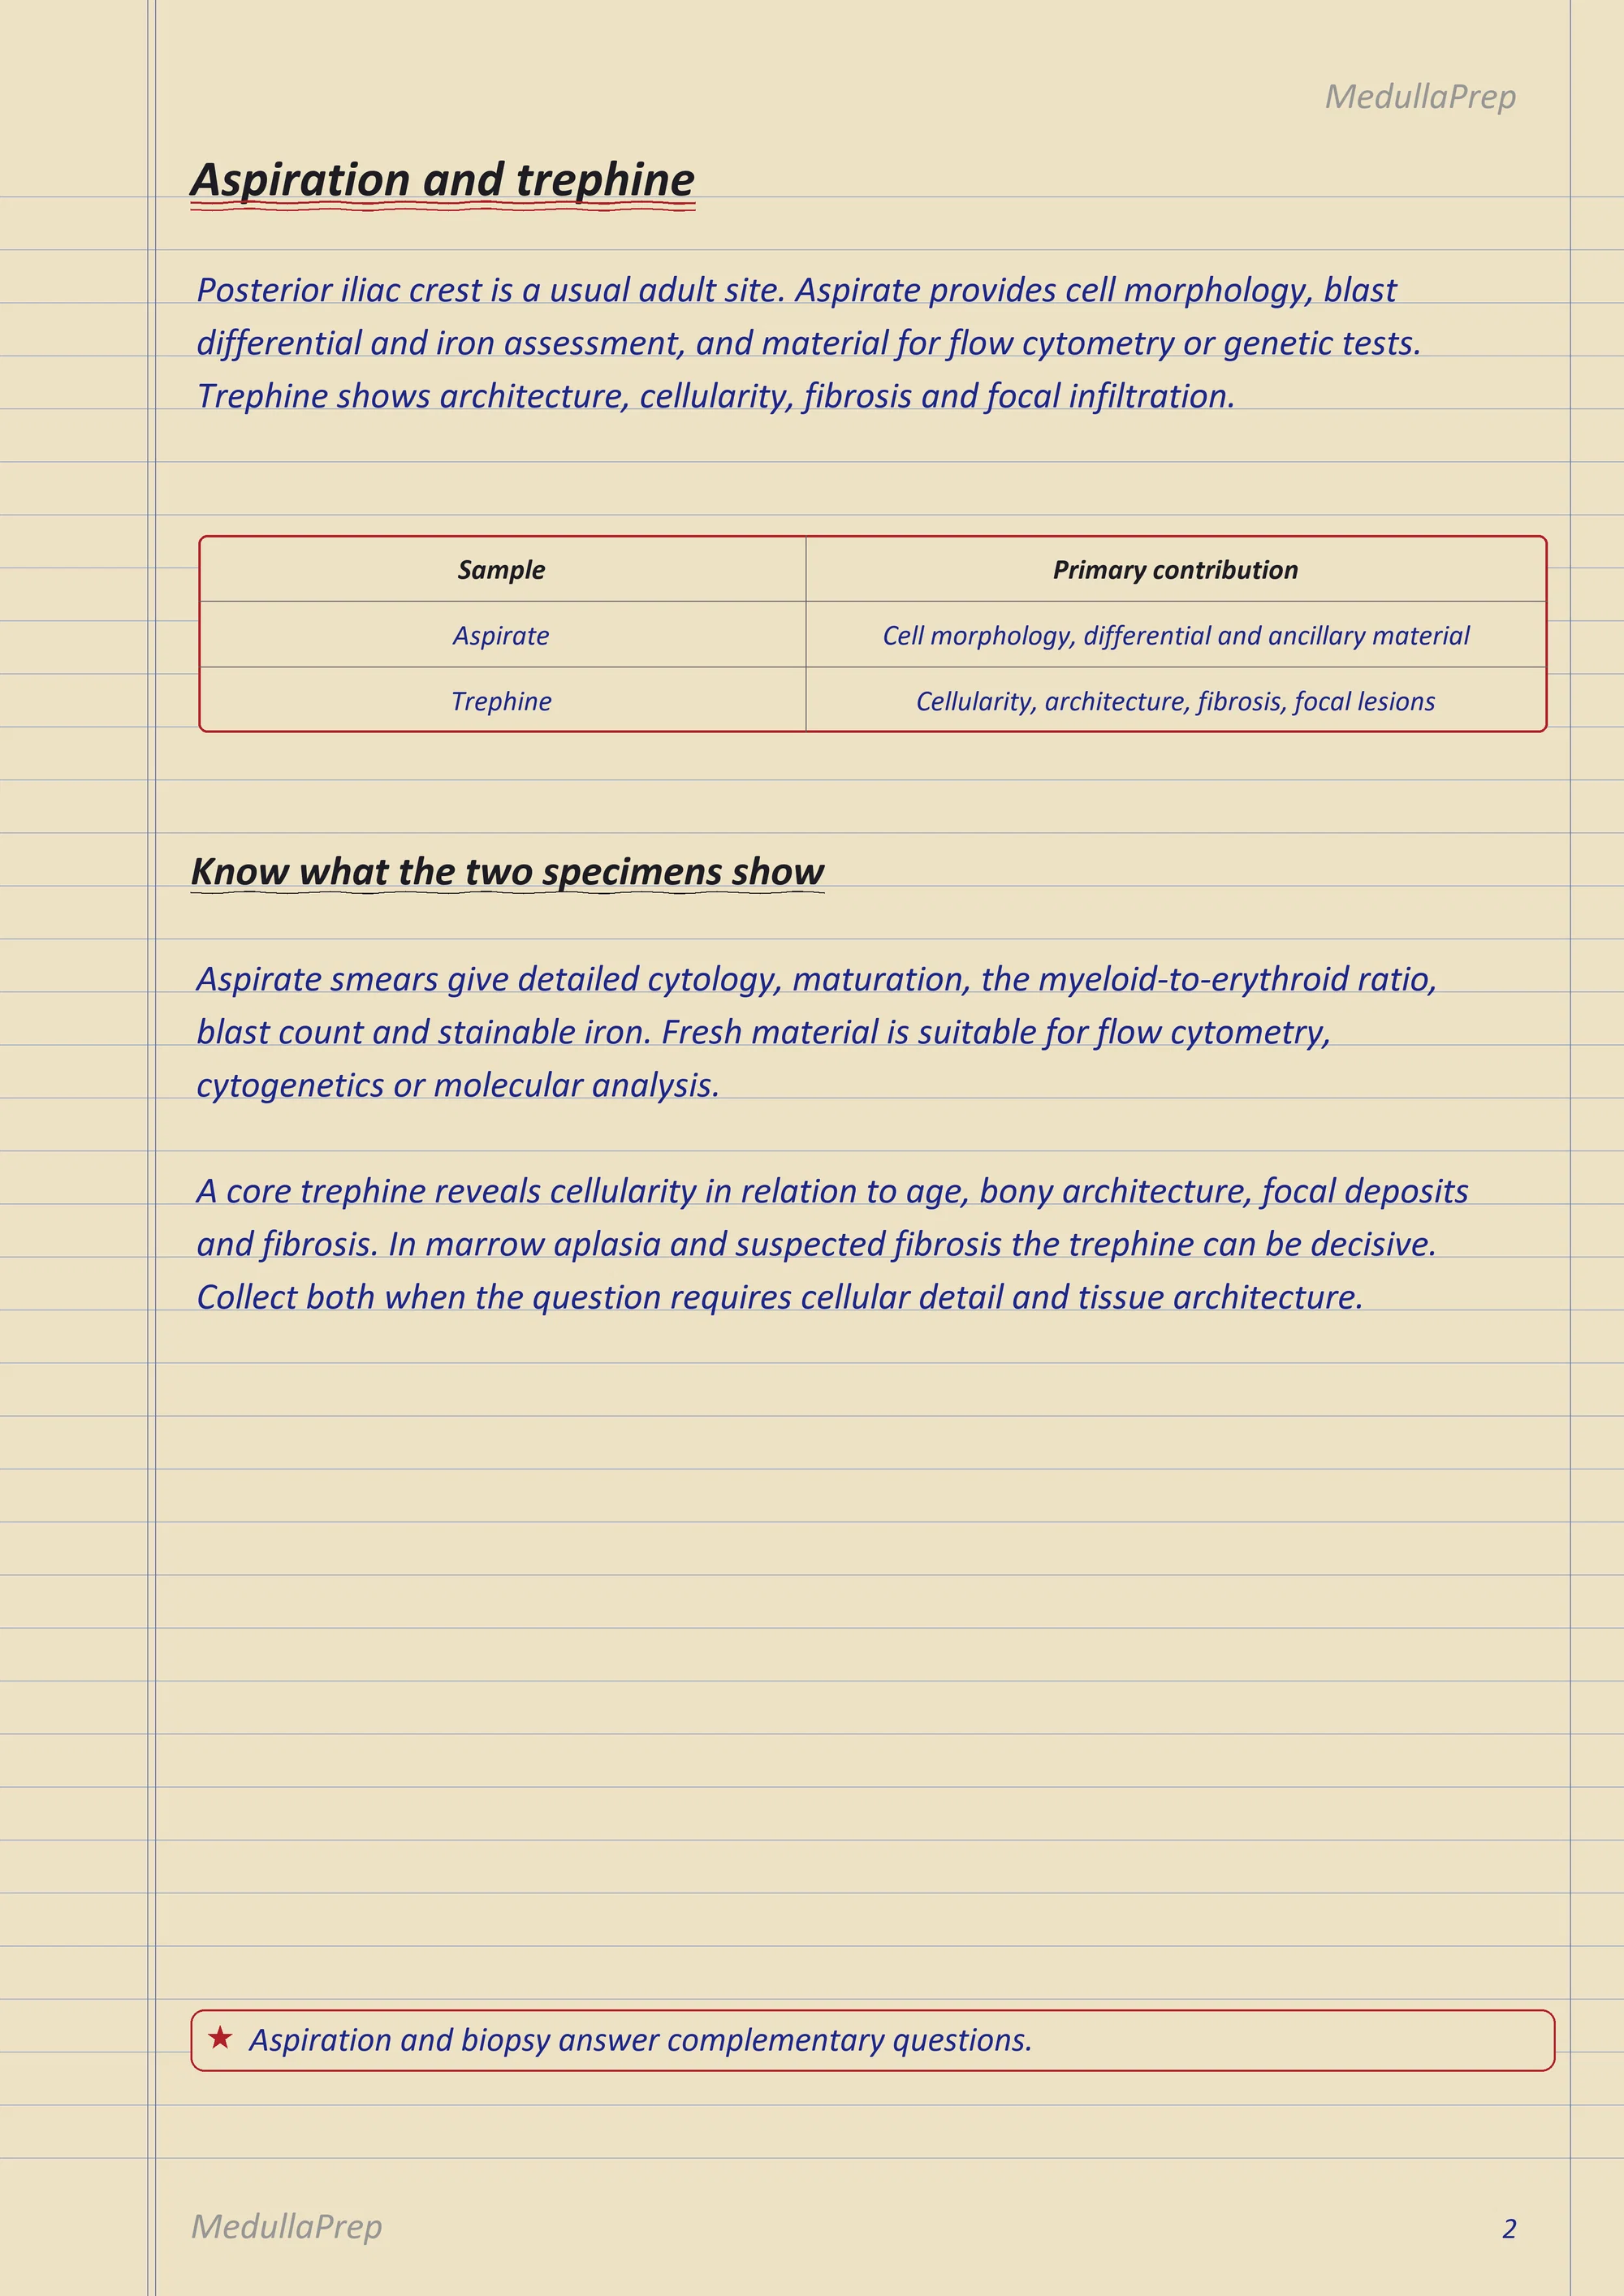 MedullaPrep
Aspiration and trephine
Posterior iliac crest is a usual adult site. Aspirate provides cell morphology, blast
differential and iron assessment, and material for flow cytometry or genetic tests.
Trephine shows architecture, cellularity, fibrosis and focal infiltration.
Sample Primary contribution
Aspirate Cell morphology, differential and ancillary material
Trephine Cellularity, architecture, fibrosis, focal lesions
Know what the two specimens show
Aspirate smears give detailed cytology, maturation, the myeloid-to-erythroid ratio,
blast count and stainable iron. Fresh material is suitable for flow cytometry,
cytogenetics or molecular analysis.
A core trephine reveals cellularity in relation to age, bony architecture, focal deposits
and fibrosis. In marrow aplasia and suspected fibrosis the trephine can be decisive.
Collect both when the question requires cellular detail and tissue architecture.
★ Aspiration and biopsy answer complementary questions.
MedullaPrep 2